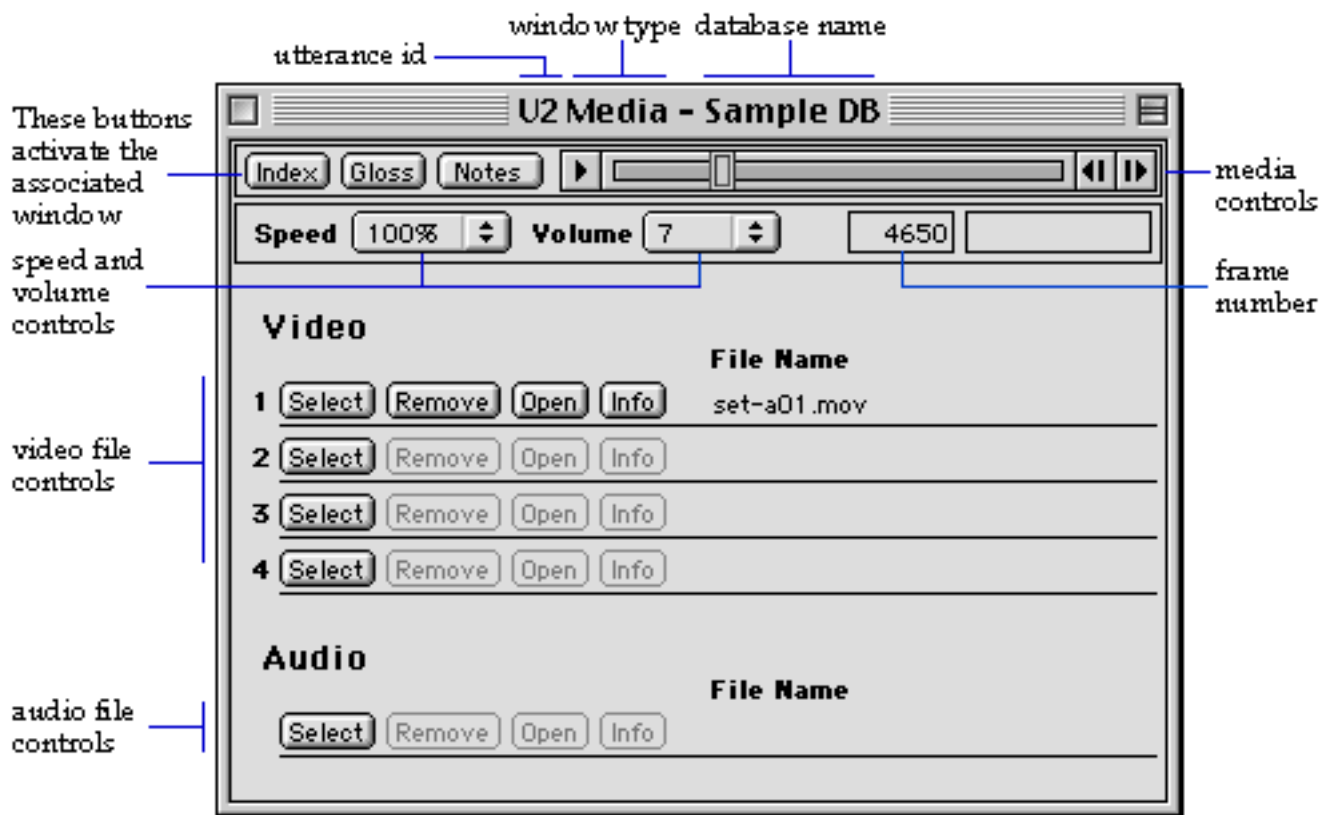 window type database name
utterance id
U2 Media - Sample DB
These buttons
activate the
associated
window
Index Gloss Notes
media
controls
Speed 100% Volume 7 4650
speed and
volume
controls
frame
number
Video
File Name
1 Select Remove Open Info set-a01.mov
video file
controls
2 Select Remove Open Info
3 Select Remove Open Info
4 Select Remove Open Info
Audio
File Name
audio file
controls
Select Remove Open Info